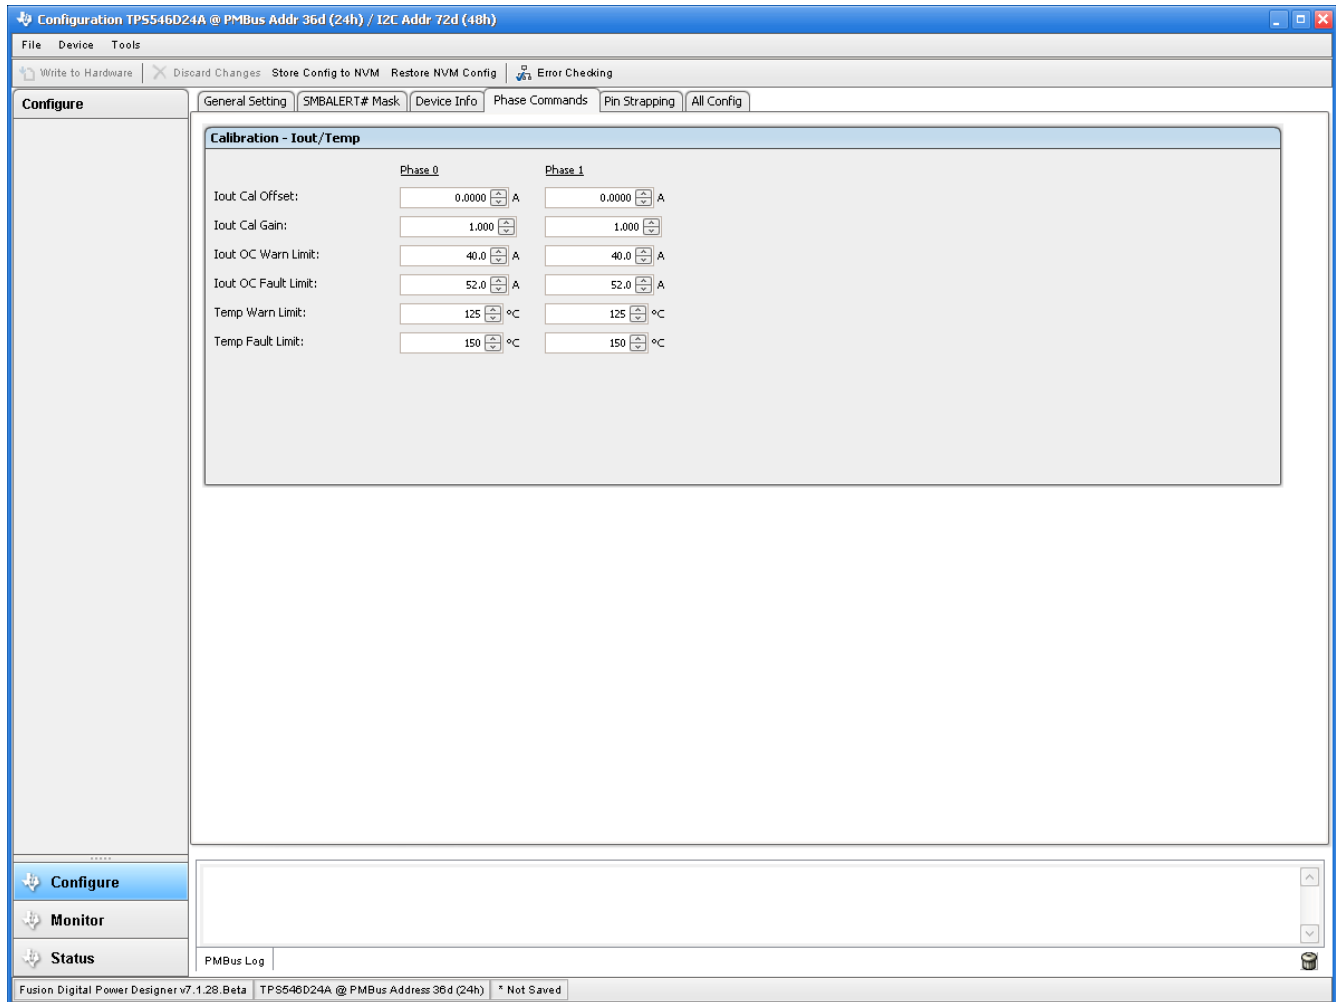 Configuration TPS546D24A @ PMBus Addr 36d (24h) / I2C Addr 72d (48h)
File Device Tools
Write to Hardware Discard Changes Store Config to NVM Restore NVM Config Error Checking
Configure
General Setting SMBALERT# Mask Device Info Phase Commands Pin Strapping All Config
Calibration - Iout/Temp
Phase 0 Phase 1
Iout Cal Offset: 0.0000 A 0.0000 A
Iout Cal Gain: 1.000 1.000
Iout OC Warn Limit: 40.0 A 40.0 A
Iout OC Fault Limit: 52.0 A 52.0 A
Temp Warn Limit: 125 ºC 125 ºC
Temp Fault Limit: 150 ºC 150 ºC
Configure
Monitor
Status
PMBus Log
Fusion Digital Power Designer v7.1.28.Beta TPS546D24A @ PMBus Address 36d (24h) * Not Saved